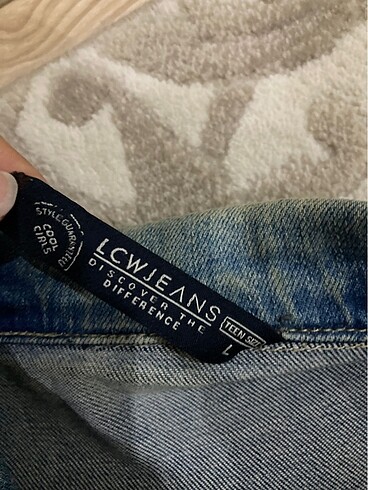 STYLE GUARANTEED
COOL
GIRLS
LCWJEANS
DISCOVER THE
DIFFERENCE
TEEN SIZE
L